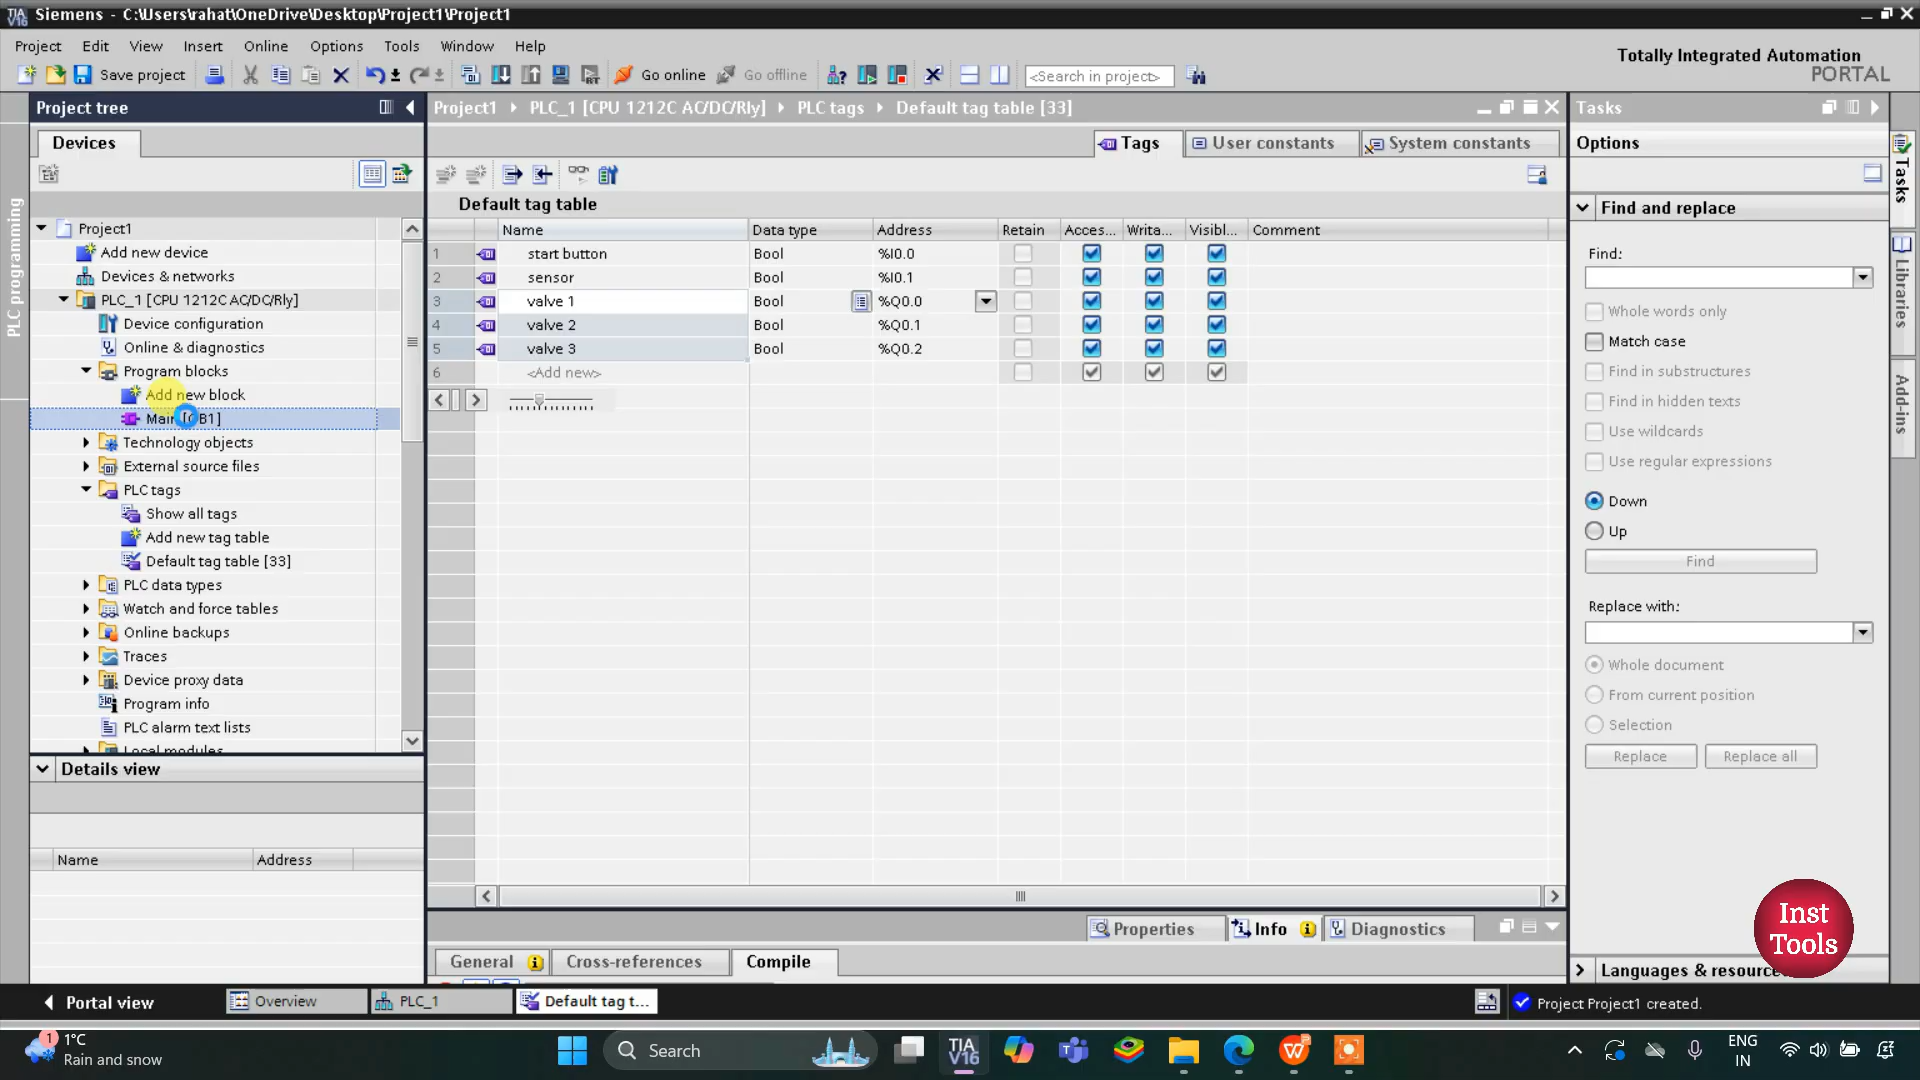 Siemens - C:\Users\rahat\OneDrive\Desktop\Project1\Project1
Project Edit View Insert Online Options Tools Window Help
Totally Integrated Automation
PORTAL
Save project
Go online
Go offline
<Search in project>
Project tree
Project1 PLC_1 [CPU 1212C AC/DC/Rly] PLC tags Default tag table [33]
Tasks
Devices
Tags User constants System constants
Options
PLC programming
Default tag table
Find and replace
Project1
Add new device
Devices & networks
PLC_1 [CPU 1212C AC/DC/Rly]
Device configuration
Online & diagnostics
Program blocks
Add new block
Main [OB1]
Technology objects
External source files
PLC tags
Show all tags
Add new tag table
Default tag table [33]
PLC data types
Watch and force tables
Online backups
Traces
Device proxy data
Program info
PLC alarm text lists
Local modules
Name Data type Address Retain Acces... Writa... Visibl... Comment
1 start button Bool %I0.0
2 sensor Bool %I0.1
3 valve 1 Bool %Q0.0
4 valve 2 Bool %Q0.1
5 valve 3 Bool %Q0.2
6 <Add new>
Find:
Whole words only
Match case
Find in substructures
Find in hidden texts
Use wildcards
Use regular expressions
Down
Up
Find
Replace with:
Whole document
From current position
Selection
Replace Replace all
Languages & resource
Tasks
Libraries
Add-ins
Inst
Tools
Details view
Name Address
Properties Info Diagnostics
General Cross-references Compile
Portal view Overview PLC_1 Default tag t...
Project Project1 created.
1
1°C
Rain and snow
Search
TIA
V16
ENG
IN